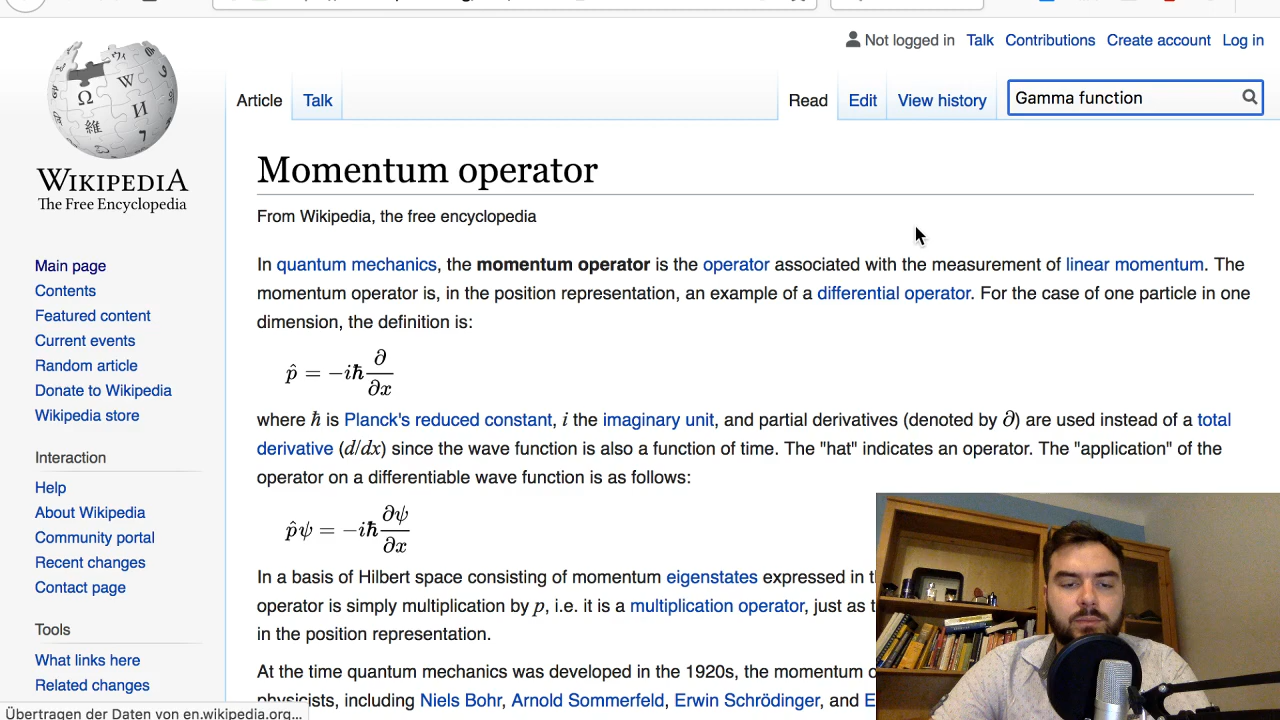 Not logged in Talk Contributions Create account Log in
Article Talk Read Edit View history Gamma function
WIKIPEDIA
The Free Encyclopedia
Main page
Contents
Featured content
Current events
Random article
Donate to Wikipedia
Wikipedia store
Interaction
Help
About Wikipedia
Community portal
Recent changes
Contact page
Tools
What links here
Related changes
Momentum operator
From Wikipedia, the free encyclopedia
In quantum mechanics, the momentum operator is the operator associated with the measurement of linear momentum. The
momentum operator is, in the position representation, an example of a differential operator. For the case of one particle in one
dimension, the definition is:
p̂ = −iħ ∂/∂x
where ħ is Planck's reduced constant, i the imaginary unit, and partial derivatives (denoted by ∂) are used instead of a total
derivative (d/dx) since the wave function is also a function of time. The "hat" indicates an operator. The "application" of the
operator on a differentiable wave function is as follows:
p̂ψ = −iħ ∂ψ/∂x
In a basis of Hilbert space consisting of momentum eigenstates expressed in t
operator is simply multiplication by p, i.e. it is a multiplication operator, just as t
in the position representation.
At the time quantum mechanics was developed in the 1920s, the momentum o
physicists, including Niels Bohr, Arnold Sommerfeld, Erwin Schrödinger, and E
Übertragen der Daten von en.wikipedia.org...